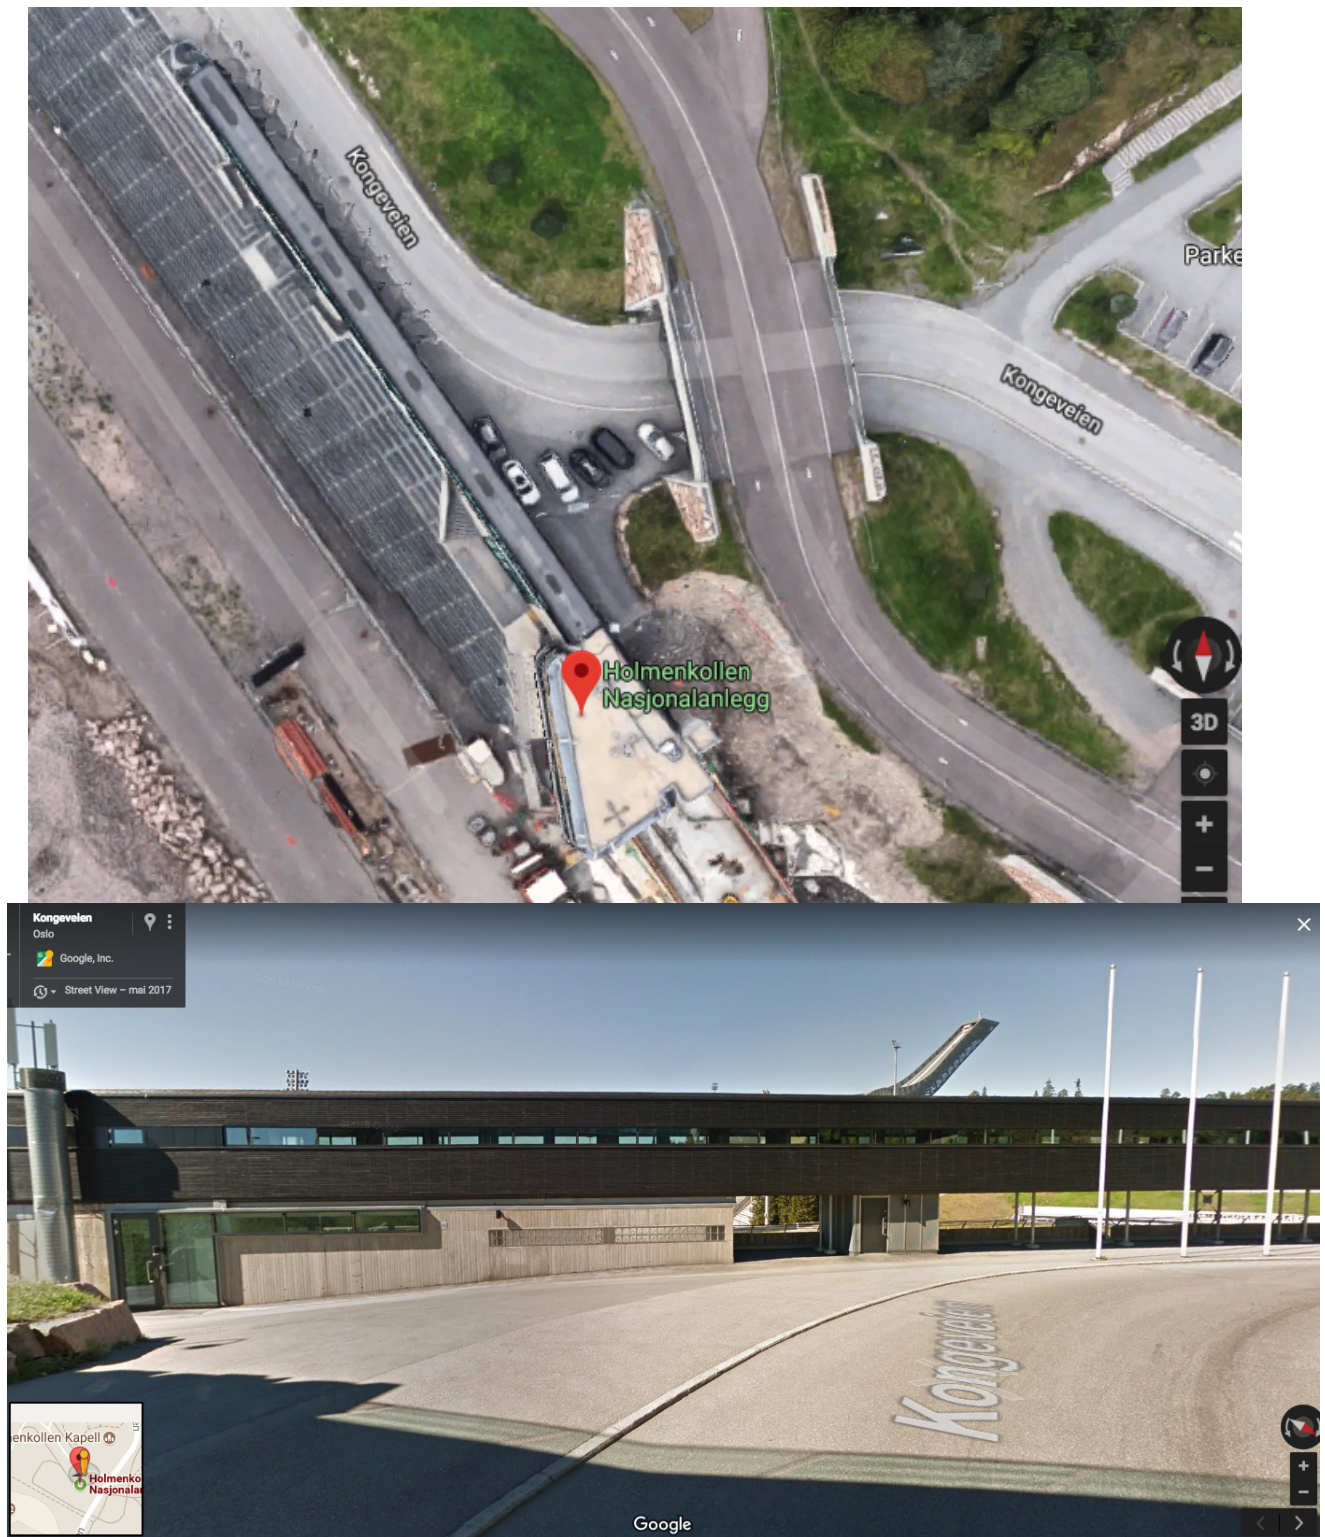 Kongeveien
Parke
Kongeveien
Holmenkollen
Nasjonalanlegg
3D
+
−
Kongeveien
Oslo
Google, Inc.
Street View – mai 2017
Kongeveien
enkollen Kapell
Holmenko
Nasjonala
+
−
Google